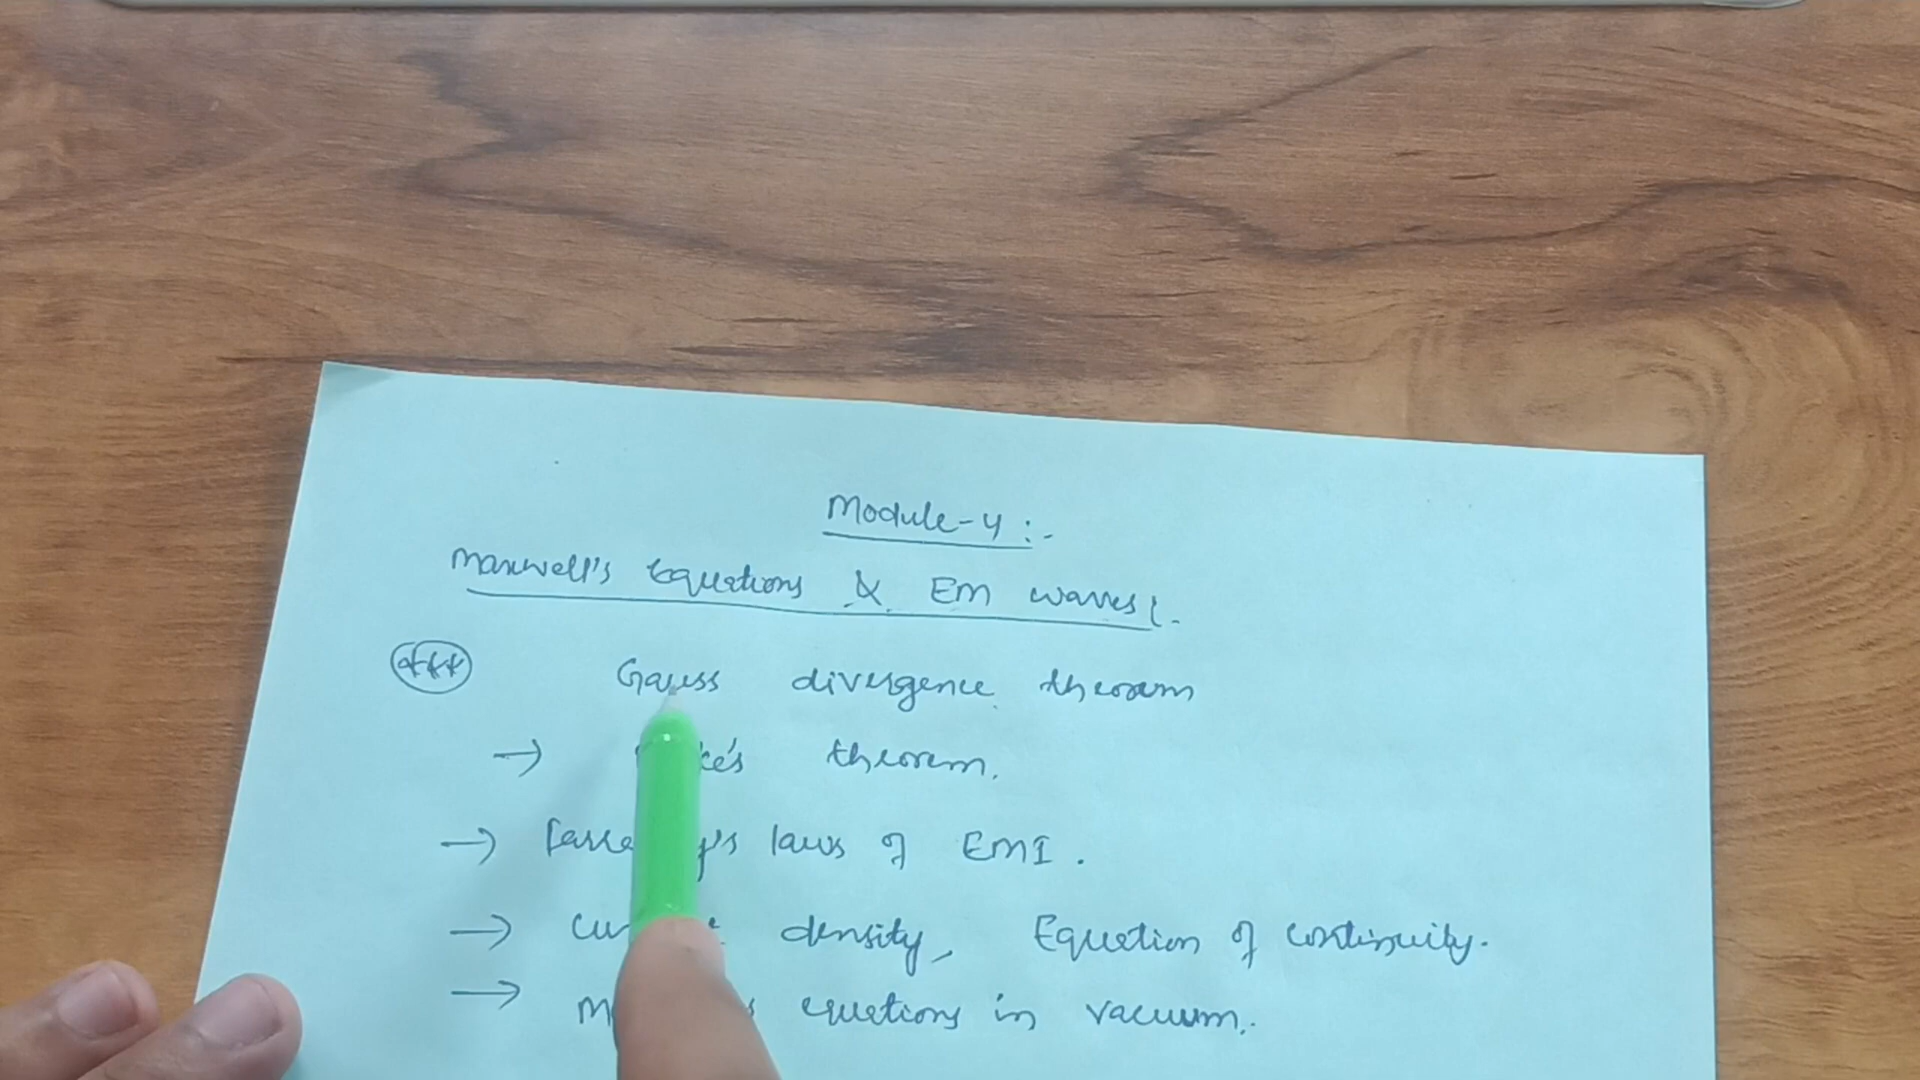 Module-4:-
Maxwell's Equations & EM waves:-
*** Gauss divergence theorem
→ theorem.
→ laws of EMI.
→ density, Equation of continuity.
→ equations in vacuum.